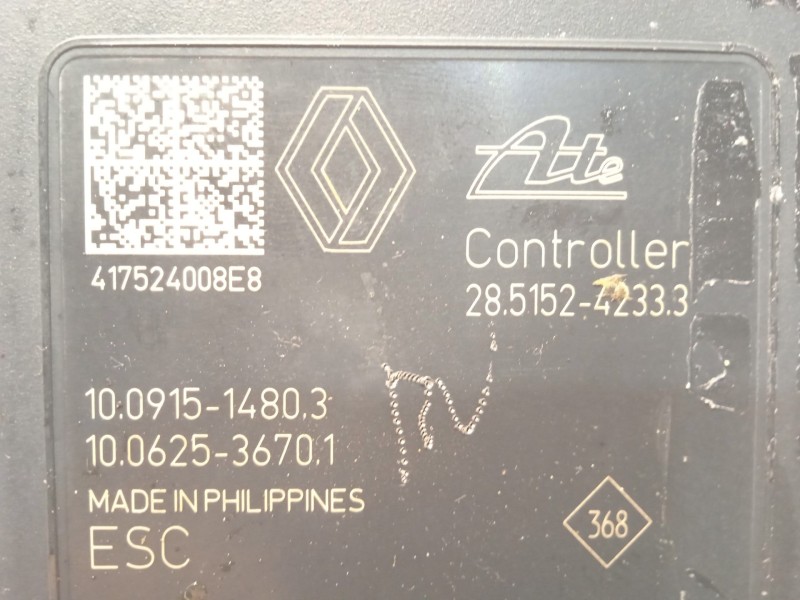 417524008E8
Ate
Controller
28.5152-4233.3
10.0915-1480.3
10.0625-3670.1
MADE IN PHILIPPINES
ESC
368